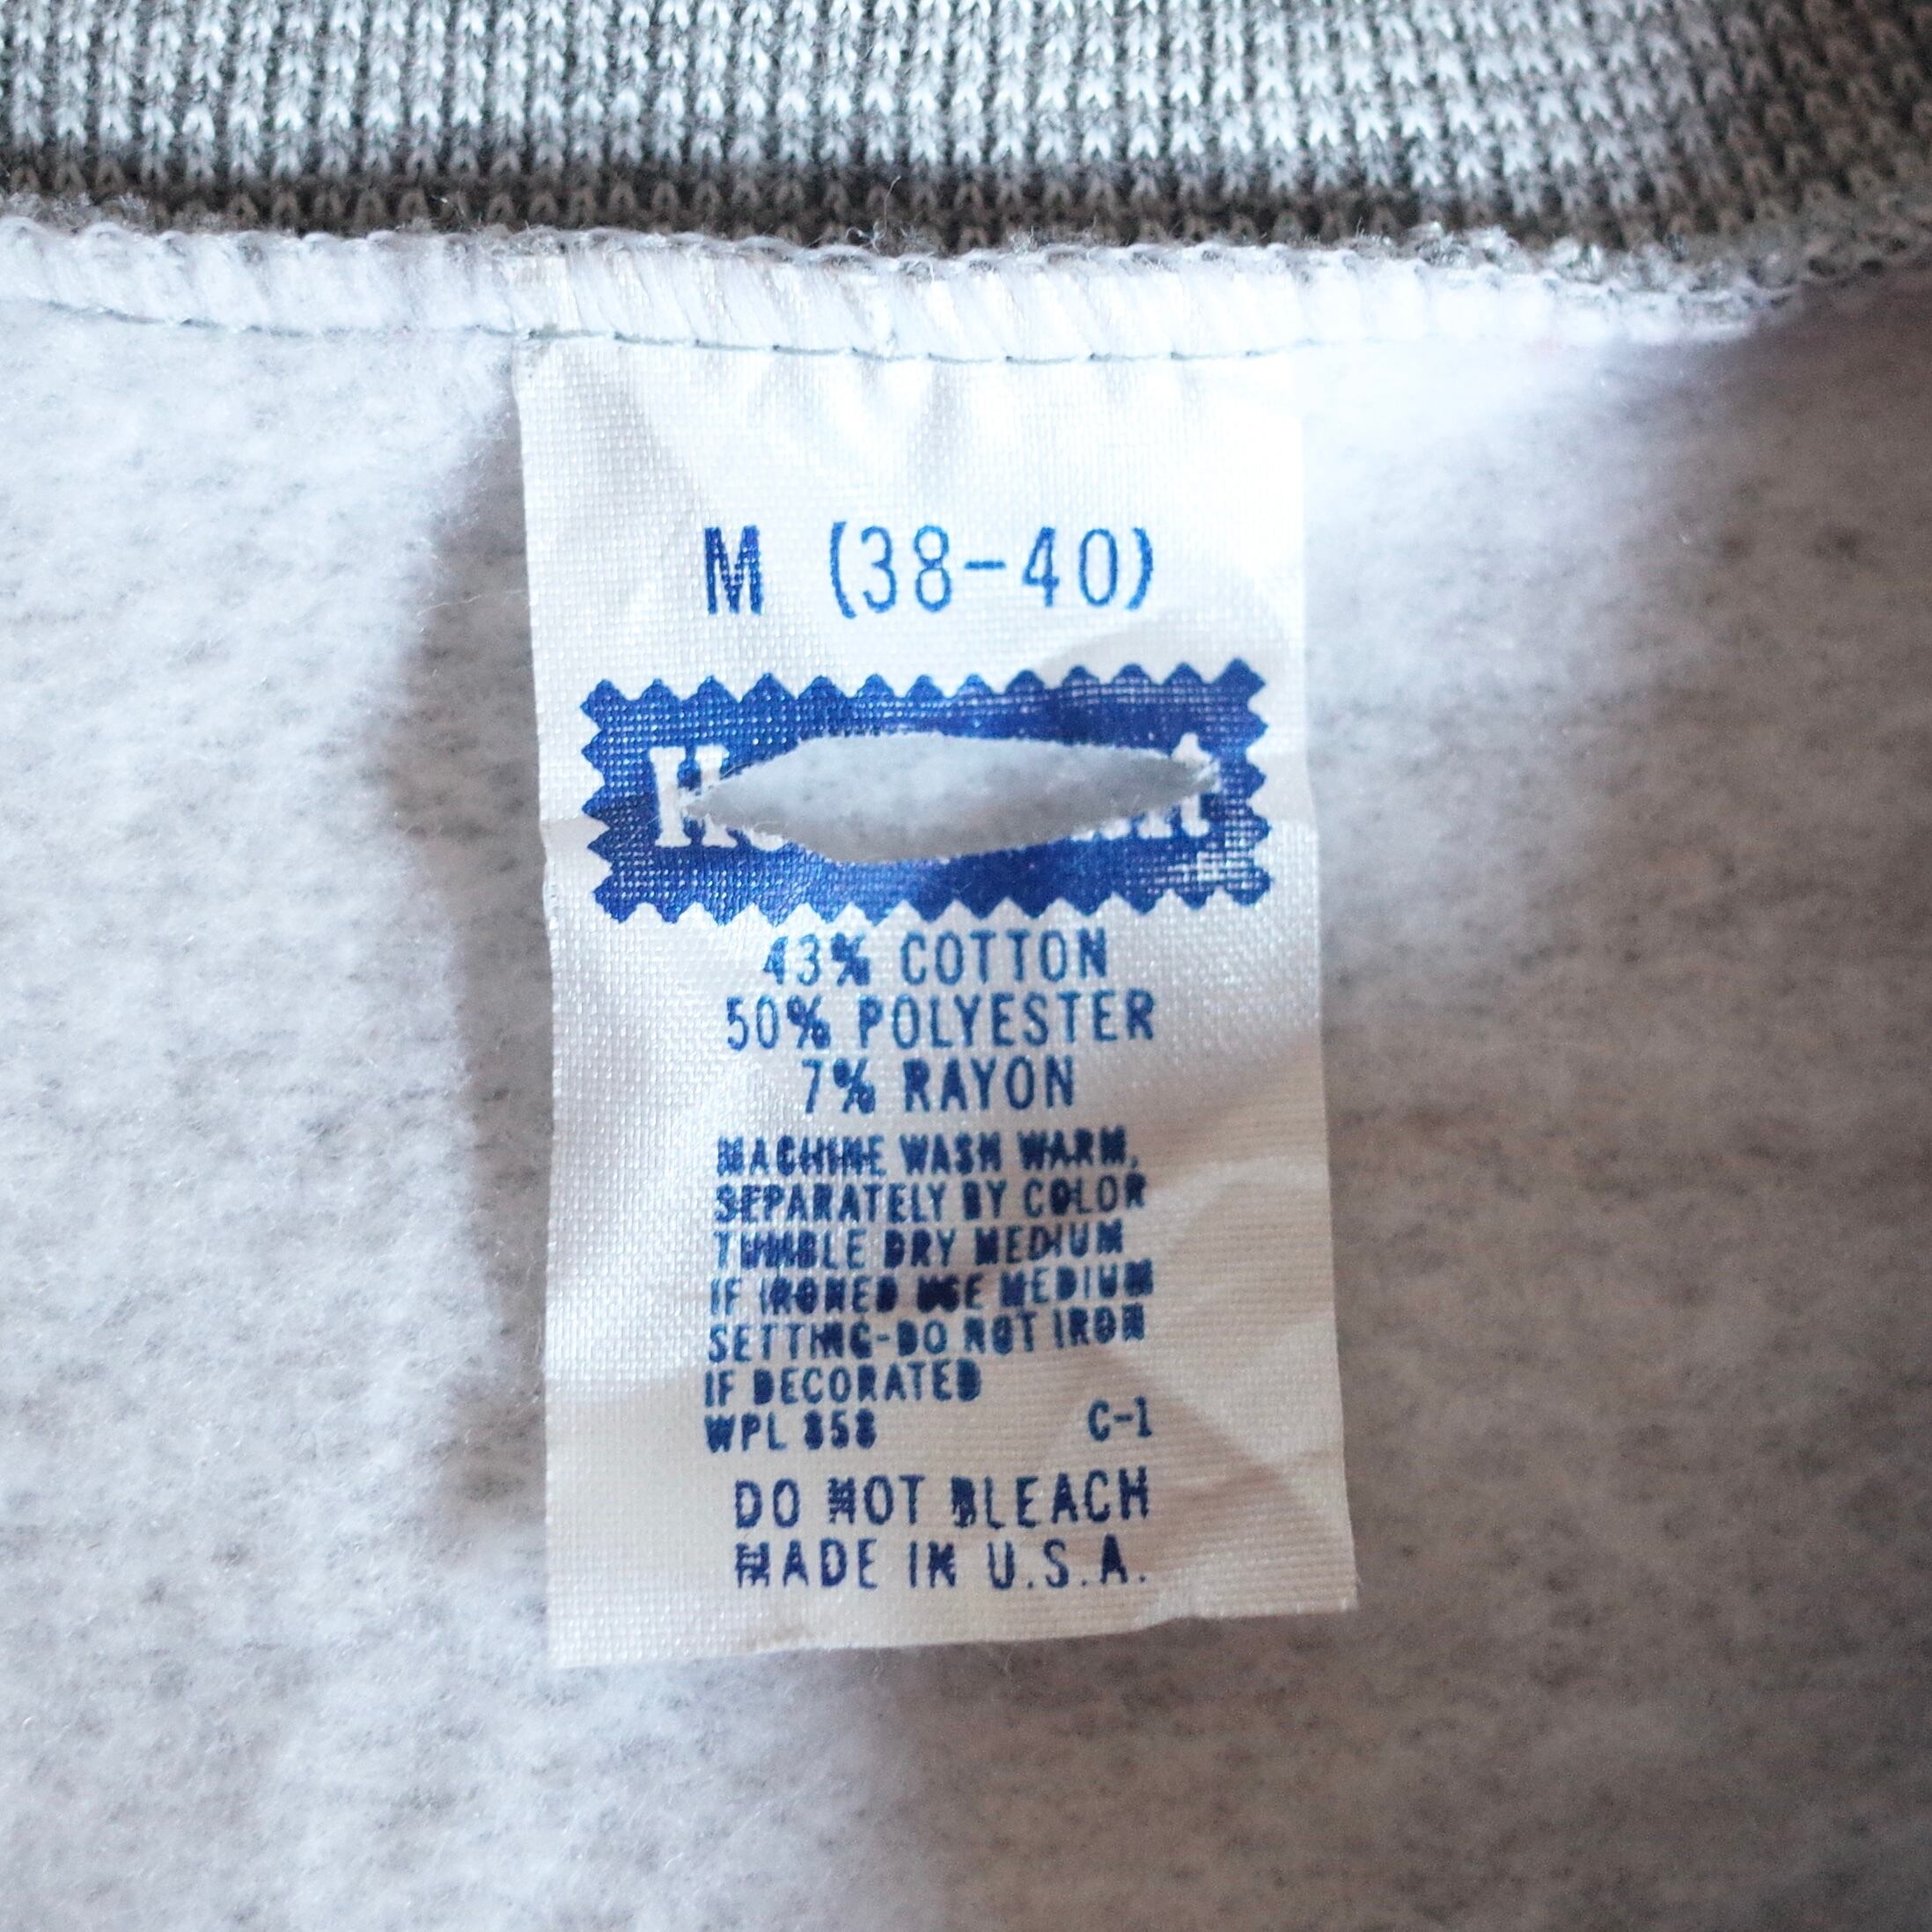 M (38-40)
43% COTTON
50% POLYESTER
7% RAYON
MACHINE WASH WARM,
SEPARATELY BY COLOR
TUMBLE DRY MEDIUM
IF IRONED USE MEDIUM
SETTING-DO NOT IRON
IF DECORATED
WPL 858 C-1
DO NOT BLEACH
MADE IN U.S.A.